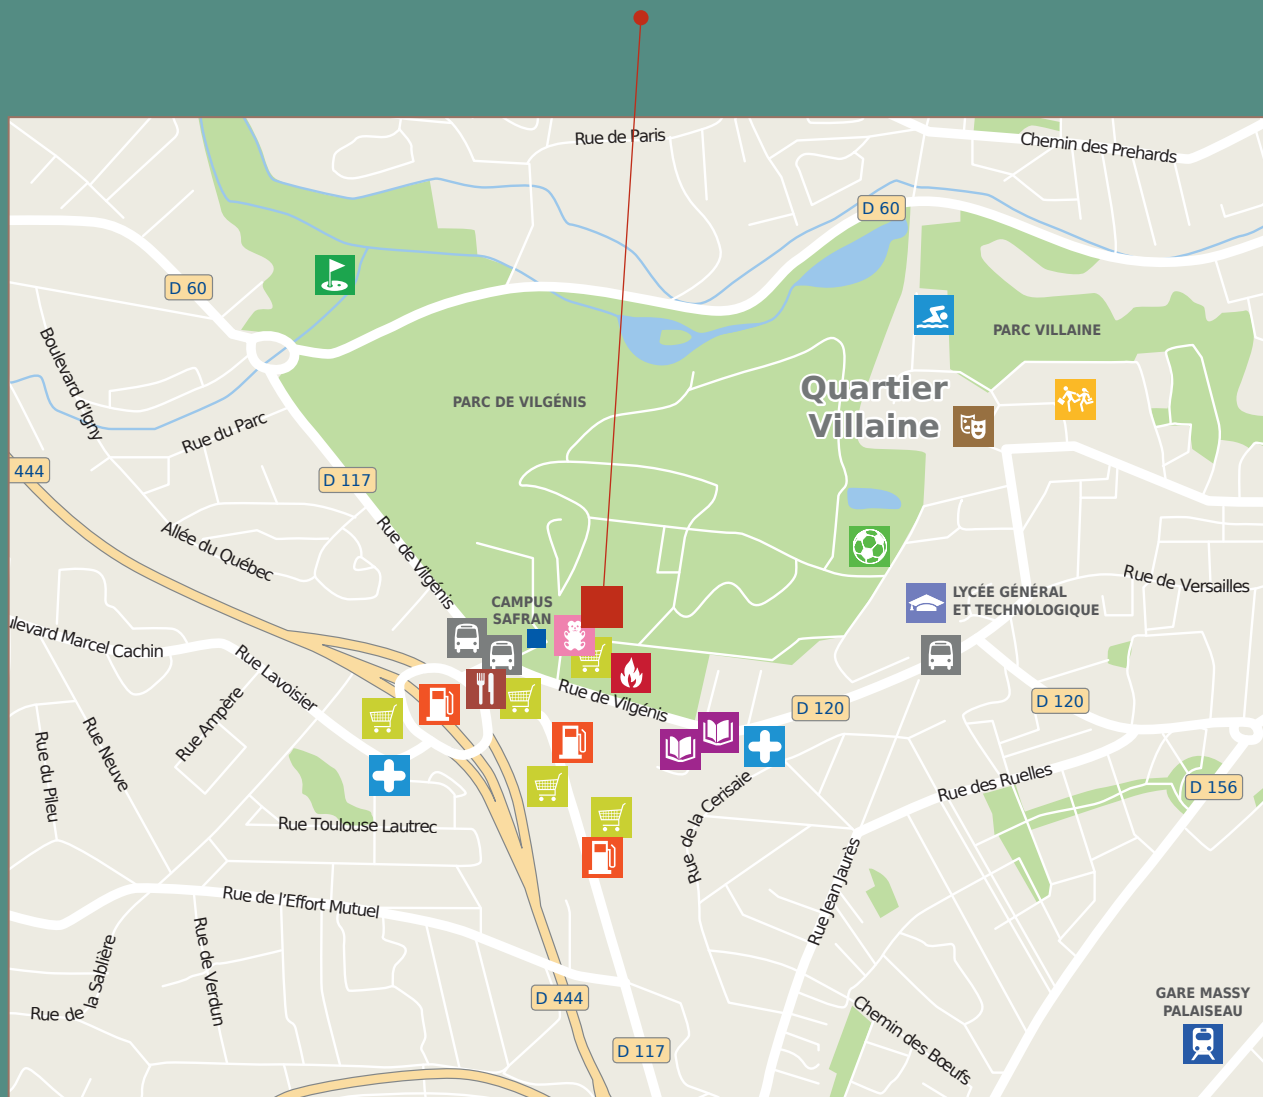 Rue de Paris
Chemin des Prehards
D 60
D 60
PARC VILLAINE
Boulevard d'Igny
PARC DE VILGÉNIS
Quartier
Villaine
Rue du Parc
444
D 117
Allée du Québec
Rue de Vilgénis
Rue de Versailles
LYCÉE GÉNÉRAL
ET TECHNOLOGIQUE
CAMPUS
SAFRAN
ulevard Marcel Cachin
Rue Lavoisier
Rue de Vilgénis
D 120
D 120
Rue Ampère
Rue Neuve
Rue du Pileu
Rue des Ruelles
D 156
Rue de la Cerisaie
Rue Toulouse Lautrec
Rue Jean Jaurès
Rue de l'Effort Mutuel
Rue de Verdun
Rue de la Sablière
D 444
GARE MASSY
PALAISEAU
Chemin des Bœufs
D 117